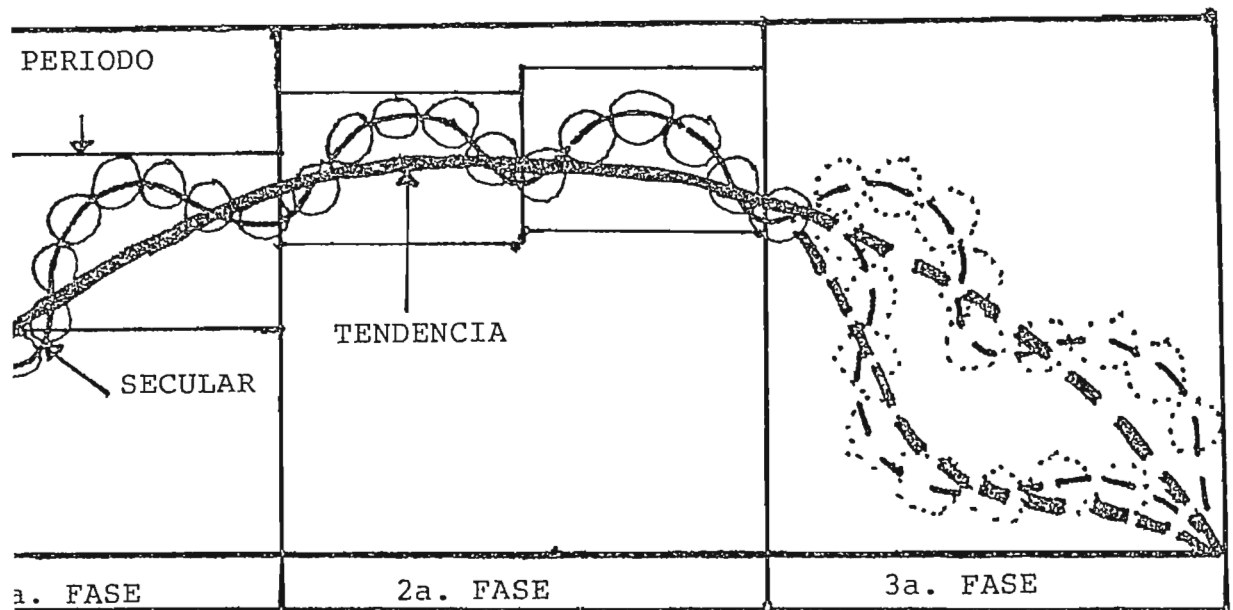 PERIODO
TENDENCIA
SECULAR
a. FASE
2a. FASE
3a. FASE